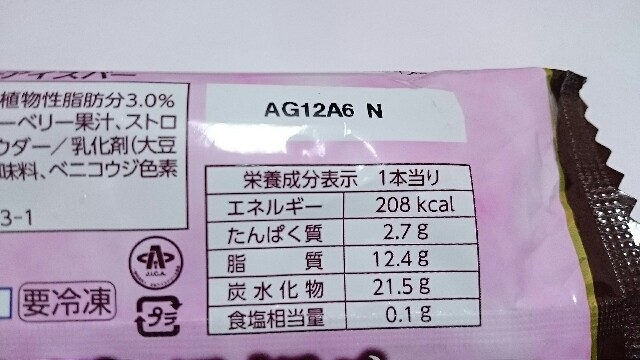 アイスバー
植物性脂肪分3.0%
ーベリー果汁、ストロ
ウダー/乳化剤(大豆
味料、ベニコウジ色素
3-1
AG12A6 N
栄養成分表示 1本当り
エネルギー 208 kcal
たんぱく質 2.7g
脂質 12.4g
炭水化物 21.5g
食塩相当量 0.1g
J.I.C.A.
要冷凍
プラ